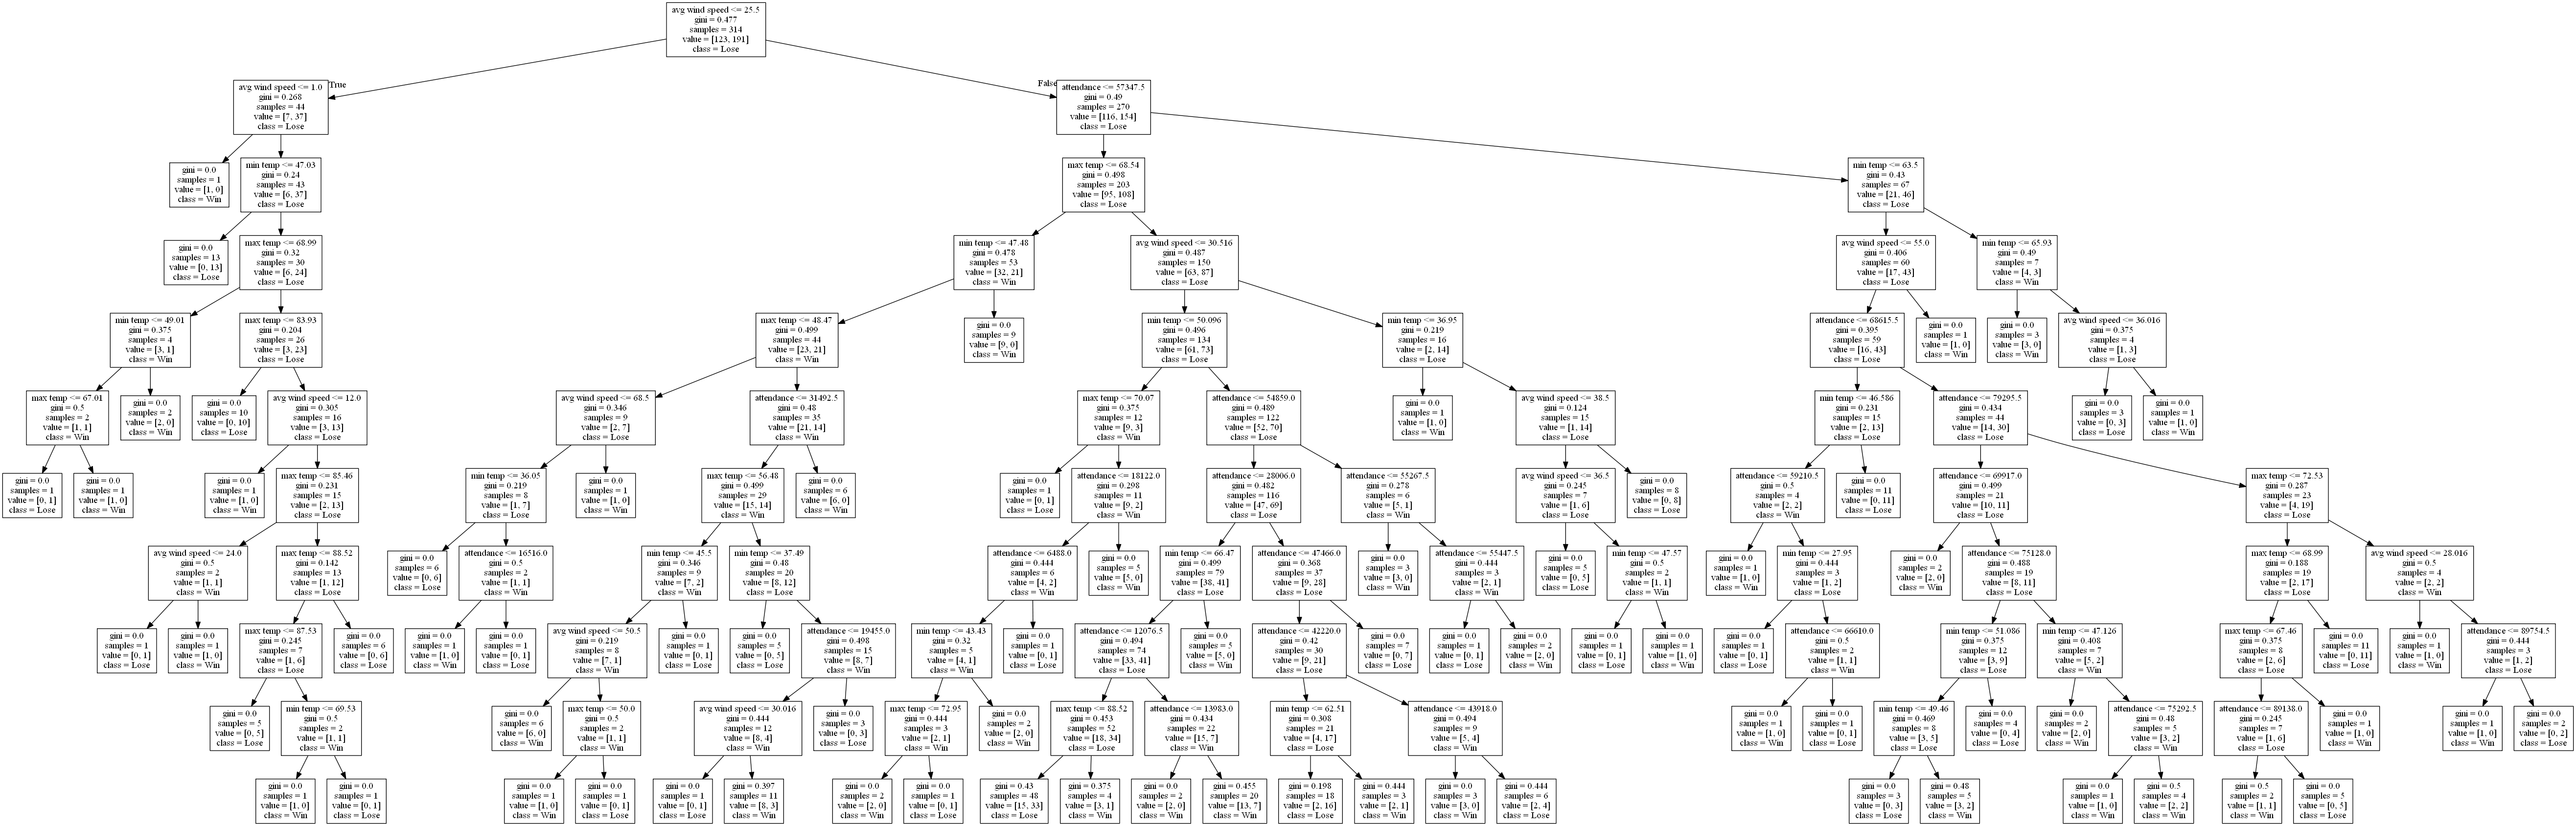 avg wind speed <= 25.5
gini = 0.477
samples = 314
value = [123, 191]
class = Lose
True
False
avg wind speed <= 1.0
gini = 0.268
samples = 44
value = [7, 37]
class = Lose
attendance <= 57347.5
gini = 0.49
samples = 270
value = [116, 154]
class = Lose
gini = 0.0
samples = 1
value = [1, 0]
class = Win
min temp <= 47.03
gini = 0.24
samples = 43
value = [6, 37]
class = Lose
max temp <= 68.54
gini = 0.498
samples = 203
value = [95, 108]
class = Lose
min temp <= 63.5
gini = 0.43
samples = 67
value = [21, 46]
class = Lose
gini = 0.0
samples = 13
value = [0, 13]
class = Lose
max temp <= 68.99
gini = 0.32
samples = 30
value = [6, 24]
class = Lose
min temp <= 47.48
gini = 0.478
samples = 53
value = [32, 21]
class = Win
avg wind speed <= 30.516
gini = 0.487
samples = 150
value = [63, 87]
class = Lose
avg wind speed <= 55.0
gini = 0.406
samples = 60
value = [17, 43]
class = Lose
min temp <= 65.93
gini = 0.49
samples = 7
value = [4, 3]
class = Win
min temp <= 49.01
gini = 0.375
samples = 4
value = [3, 1]
class = Win
max temp <= 83.93
gini = 0.204
samples = 26
value = [3, 23]
class = Lose
max temp <= 48.47
gini = 0.499
samples = 44
value = [23, 21]
class = Win
gini = 0.0
samples = 9
value = [9, 0]
class = Win
min temp <= 50.096
gini = 0.496
samples = 134
value = [61, 73]
class = Lose
min temp <= 36.95
gini = 0.219
samples = 16
value = [2, 14]
class = Lose
attendance <= 68615.5
gini = 0.395
samples = 59
value = [16, 43]
class = Lose
gini = 0.0
samples = 1
value = [1, 0]
class = Win
gini = 0.0
samples = 3
value = [3, 0]
class = Win
avg wind speed <= 36.016
gini = 0.375
samples = 4
value = [1, 3]
class = Lose
max temp <= 67.01
gini = 0.5
samples = 2
value = [1, 1]
class = Win
gini = 0.0
samples = 2
value = [2, 0]
class = Win
gini = 0.0
samples = 10
value = [0, 10]
class = Lose
avg wind speed <= 12.0
gini = 0.305
samples = 16
value = [3, 13]
class = Lose
avg wind speed <= 68.5
gini = 0.346
samples = 9
value = [2, 7]
class = Lose
attendance <= 31492.5
gini = 0.48
samples = 35
value = [21, 14]
class = Win
max temp <= 70.07
gini = 0.375
samples = 12
value = [9, 3]
class = Win
attendance <= 54859.0
gini = 0.489
samples = 122
value = [52, 70]
class = Lose
gini = 0.0
samples = 1
value = [1, 0]
class = Win
avg wind speed <= 38.5
gini = 0.124
samples = 15
value = [1, 14]
class = Lose
min temp <= 46.586
gini = 0.231
samples = 15
value = [2, 13]
class = Lose
attendance <= 79295.5
gini = 0.434
samples = 44
value = [14, 30]
class = Lose
gini = 0.0
samples = 3
value = [0, 3]
class = Lose
gini = 0.0
samples = 1
value = [1, 0]
class = Win
gini = 0.0
samples = 1
value = [0, 1]
class = Lose
gini = 0.0
samples = 1
value = [1, 0]
class = Win
gini = 0.0
samples = 1
value = [1, 0]
class = Win
max temp <= 85.46
gini = 0.231
samples = 15
value = [2, 13]
class = Lose
min temp <= 36.05
gini = 0.219
samples = 8
value = [1, 7]
class = Lose
gini = 0.0
samples = 1
value = [1, 0]
class = Win
max temp <= 56.48
gini = 0.499
samples = 29
value = [15, 14]
class = Win
gini = 0.0
samples = 6
value = [6, 0]
class = Win
gini = 0.0
samples = 1
value = [0, 1]
class = Lose
attendance <= 18122.0
gini = 0.298
samples = 11
value = [9, 2]
class = Win
attendance <= 28006.0
gini = 0.482
samples = 116
value = [47, 69]
class = Lose
attendance <= 55267.5
gini = 0.278
samples = 6
value = [5, 1]
class = Win
avg wind speed <= 36.5
gini = 0.245
samples = 7
value = [1, 6]
class = Lose
gini = 0.0
samples = 8
value = [0, 8]
class = Lose
attendance <= 59210.5
gini = 0.5
samples = 4
value = [2, 2]
class = Win
gini = 0.0
samples = 11
value = [0, 11]
class = Lose
attendance <= 69917.0
gini = 0.499
samples = 21
value = [10, 11]
class = Lose
max temp <= 72.53
gini = 0.287
samples = 23
value = [4, 19]
class = Lose
avg wind speed <= 24.0
gini = 0.5
samples = 2
value = [1, 1]
class = Win
max temp <= 88.52
gini = 0.142
samples = 13
value = [1, 12]
class = Lose
gini = 0.0
samples = 6
value = [0, 6]
class = Lose
attendance <= 16516.0
gini = 0.5
samples = 2
value = [1, 1]
class = Win
min temp <= 45.5
gini = 0.346
samples = 9
value = [7, 2]
class = Win
min temp <= 37.49
gini = 0.48
samples = 20
value = [8, 12]
class = Lose
attendance <= 6488.0
gini = 0.444
samples = 6
value = [4, 2]
class = Win
gini = 0.0
samples = 5
value = [5, 0]
class = Win
min temp <= 66.47
gini = 0.499
samples = 79
value = [38, 41]
class = Lose
attendance <= 47466.0
gini = 0.368
samples = 37
value = [9, 28]
class = Lose
gini = 0.0
samples = 3
value = [3, 0]
class = Win
attendance <= 55447.5
gini = 0.444
samples = 3
value = [2, 1]
class = Win
gini = 0.0
samples = 5
value = [0, 5]
class = Lose
min temp <= 47.57
gini = 0.5
samples = 2
value = [1, 1]
class = Win
gini = 0.0
samples = 1
value = [1, 0]
class = Win
min temp <= 27.95
gini = 0.444
samples = 3
value = [1, 2]
class = Lose
gini = 0.0
samples = 2
value = [2, 0]
class = Win
attendance <= 75128.0
gini = 0.488
samples = 19
value = [8, 11]
class = Lose
max temp <= 68.99
gini = 0.188
samples = 19
value = [2, 17]
class = Lose
avg wind speed <= 28.016
gini = 0.5
samples = 4
value = [2, 2]
class = Win
gini = 0.0
samples = 1
value = [0, 1]
class = Lose
gini = 0.0
samples = 1
value = [1, 0]
class = Win
max temp <= 87.53
gini = 0.245
samples = 7
value = [1, 6]
class = Lose
gini = 0.0
samples = 6
value = [0, 6]
class = Lose
gini = 0.0
samples = 1
value = [1, 0]
class = Win
gini = 0.0
samples = 1
value = [0, 1]
class = Lose
avg wind speed <= 50.5
gini = 0.219
samples = 8
value = [7, 1]
class = Win
gini = 0.0
samples = 1
value = [0, 1]
class = Lose
gini = 0.0
samples = 5
value = [0, 5]
class = Lose
attendance <= 19455.0
gini = 0.498
samples = 15
value = [8, 7]
class = Win
min temp <= 43.43
gini = 0.32
samples = 5
value = [4, 1]
class = Win
gini = 0.0
samples = 1
value = [0, 1]
class = Lose
attendance <= 12076.5
gini = 0.494
samples = 74
value = [33, 41]
class = Lose
gini = 0.0
samples = 5
value = [5, 0]
class = Win
attendance <= 42220.0
gini = 0.42
samples = 30
value = [9, 21]
class = Lose
gini = 0.0
samples = 7
value = [0, 7]
class = Lose
gini = 0.0
samples = 1
value = [0, 1]
class = Lose
gini = 0.0
samples = 2
value = [2, 0]
class = Win
gini = 0.0
samples = 1
value = [0, 1]
class = Lose
gini = 0.0
samples = 1
value = [1, 0]
class = Win
gini = 0.0
samples = 1
value = [0, 1]
class = Lose
attendance <= 66610.0
gini = 0.5
samples = 2
value = [1, 1]
class = Win
min temp <= 51.086
gini = 0.375
samples = 12
value = [3, 9]
class = Lose
min temp <= 47.126
gini = 0.408
samples = 7
value = [5, 2]
class = Win
max temp <= 67.46
gini = 0.375
samples = 8
value = [2, 6]
class = Lose
gini = 0.0
samples = 11
value = [0, 11]
class = Lose
gini = 0.0
samples = 1
value = [1, 0]
class = Win
attendance <= 89754.5
gini = 0.444
samples = 3
value = [1, 2]
class = Lose
gini = 0.0
samples = 5
value = [0, 5]
class = Lose
min temp <= 69.53
gini = 0.5
samples = 2
value = [1, 1]
class = Win
gini = 0.0
samples = 6
value = [6, 0]
class = Win
max temp <= 50.0
gini = 0.5
samples = 2
value = [1, 1]
class = Win
avg wind speed <= 30.016
gini = 0.444
samples = 12
value = [8, 4]
class = Win
gini = 0.0
samples = 3
value = [0, 3]
class = Lose
max temp <= 72.95
gini = 0.444
samples = 3
value = [2, 1]
class = Win
gini = 0.0
samples = 2
value = [2, 0]
class = Win
max temp <= 88.52
gini = 0.453
samples = 52
value = [18, 34]
class = Lose
attendance <= 13983.0
gini = 0.434
samples = 22
value = [15, 7]
class = Win
min temp <= 62.51
gini = 0.308
samples = 21
value = [4, 17]
class = Lose
attendance <= 43918.0
gini = 0.494
samples = 9
value = [5, 4]
class = Win
gini = 0.0
samples = 1
value = [1, 0]
class = Win
gini = 0.0
samples = 1
value = [0, 1]
class = Lose
min temp <= 49.46
gini = 0.469
samples = 8
value = [3, 5]
class = Lose
gini = 0.0
samples = 4
value = [0, 4]
class = Lose
gini = 0.0
samples = 2
value = [2, 0]
class = Win
attendance <= 75292.5
gini = 0.48
samples = 5
value = [3, 2]
class = Win
attendance <= 89138.0
gini = 0.245
samples = 7
value = [1, 6]
class = Lose
gini = 0.0
samples = 1
value = [1, 0]
class = Win
gini = 0.0
samples = 1
value = [1, 0]
class = Win
gini = 0.0
samples = 2
value = [0, 2]
class = Lose
gini = 0.0
samples = 1
value = [1, 0]
class = Win
gini = 0.0
samples = 1
value = [0, 1]
class = Lose
gini = 0.0
samples = 1
value = [1, 0]
class = Win
gini = 0.0
samples = 1
value = [0, 1]
class = Lose
gini = 0.0
samples = 1
value = [0, 1]
class = Lose
gini = 0.397
samples = 11
value = [8, 3]
class = Win
gini = 0.0
samples = 2
value = [2, 0]
class = Win
gini = 0.0
samples = 1
value = [0, 1]
class = Lose
gini = 0.43
samples = 48
value = [15, 33]
class = Lose
gini = 0.375
samples = 4
value = [3, 1]
class = Win
gini = 0.0
samples = 2
value = [2, 0]
class = Win
gini = 0.455
samples = 20
value = [13, 7]
class = Win
gini = 0.198
samples = 18
value = [2, 16]
class = Lose
gini = 0.444
samples = 3
value = [2, 1]
class = Win
gini = 0.0
samples = 3
value = [3, 0]
class = Win
gini = 0.444
samples = 6
value = [2, 4]
class = Lose
gini = 0.0
samples = 3
value = [0, 3]
class = Lose
gini = 0.48
samples = 5
value = [3, 2]
class = Win
gini = 0.0
samples = 1
value = [1, 0]
class = Win
gini = 0.5
samples = 4
value = [2, 2]
class = Win
gini = 0.5
samples = 2
value = [1, 1]
class = Win
gini = 0.0
samples = 5
value = [0, 5]
class = Lose